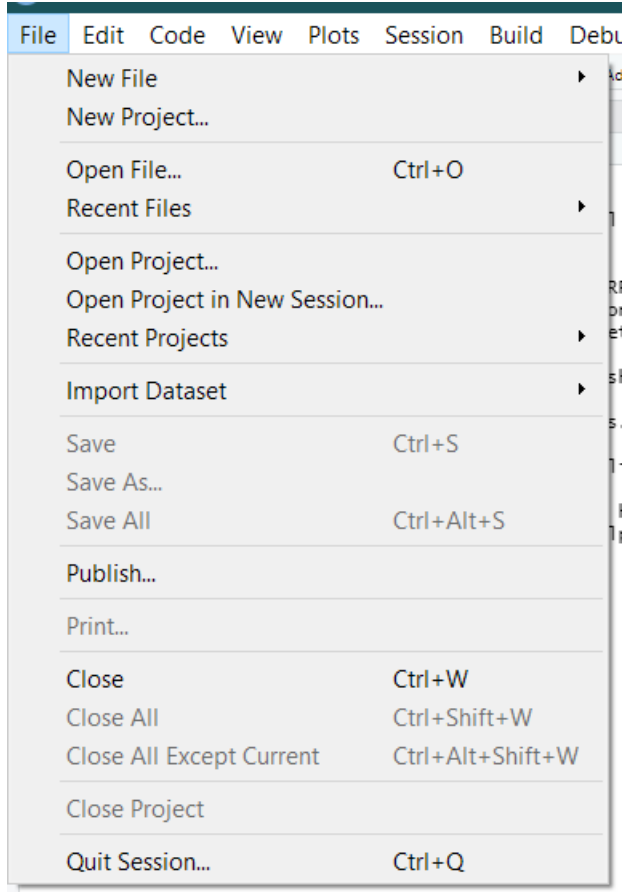 File Edit Code View Plots Session Build Debu
New File
New Project...
Open File... Ctrl+O
Recent Files
Open Project...
Open Project in New Session...
Recent Projects
Import Dataset
Save Ctrl+S
Save As...
Save All Ctrl+Alt+S
Publish...
Print...
Close Ctrl+W
Close All Ctrl+Shift+W
Close All Except Current Ctrl+Alt+Shift+W
Close Project
Quit Session... Ctrl+Q